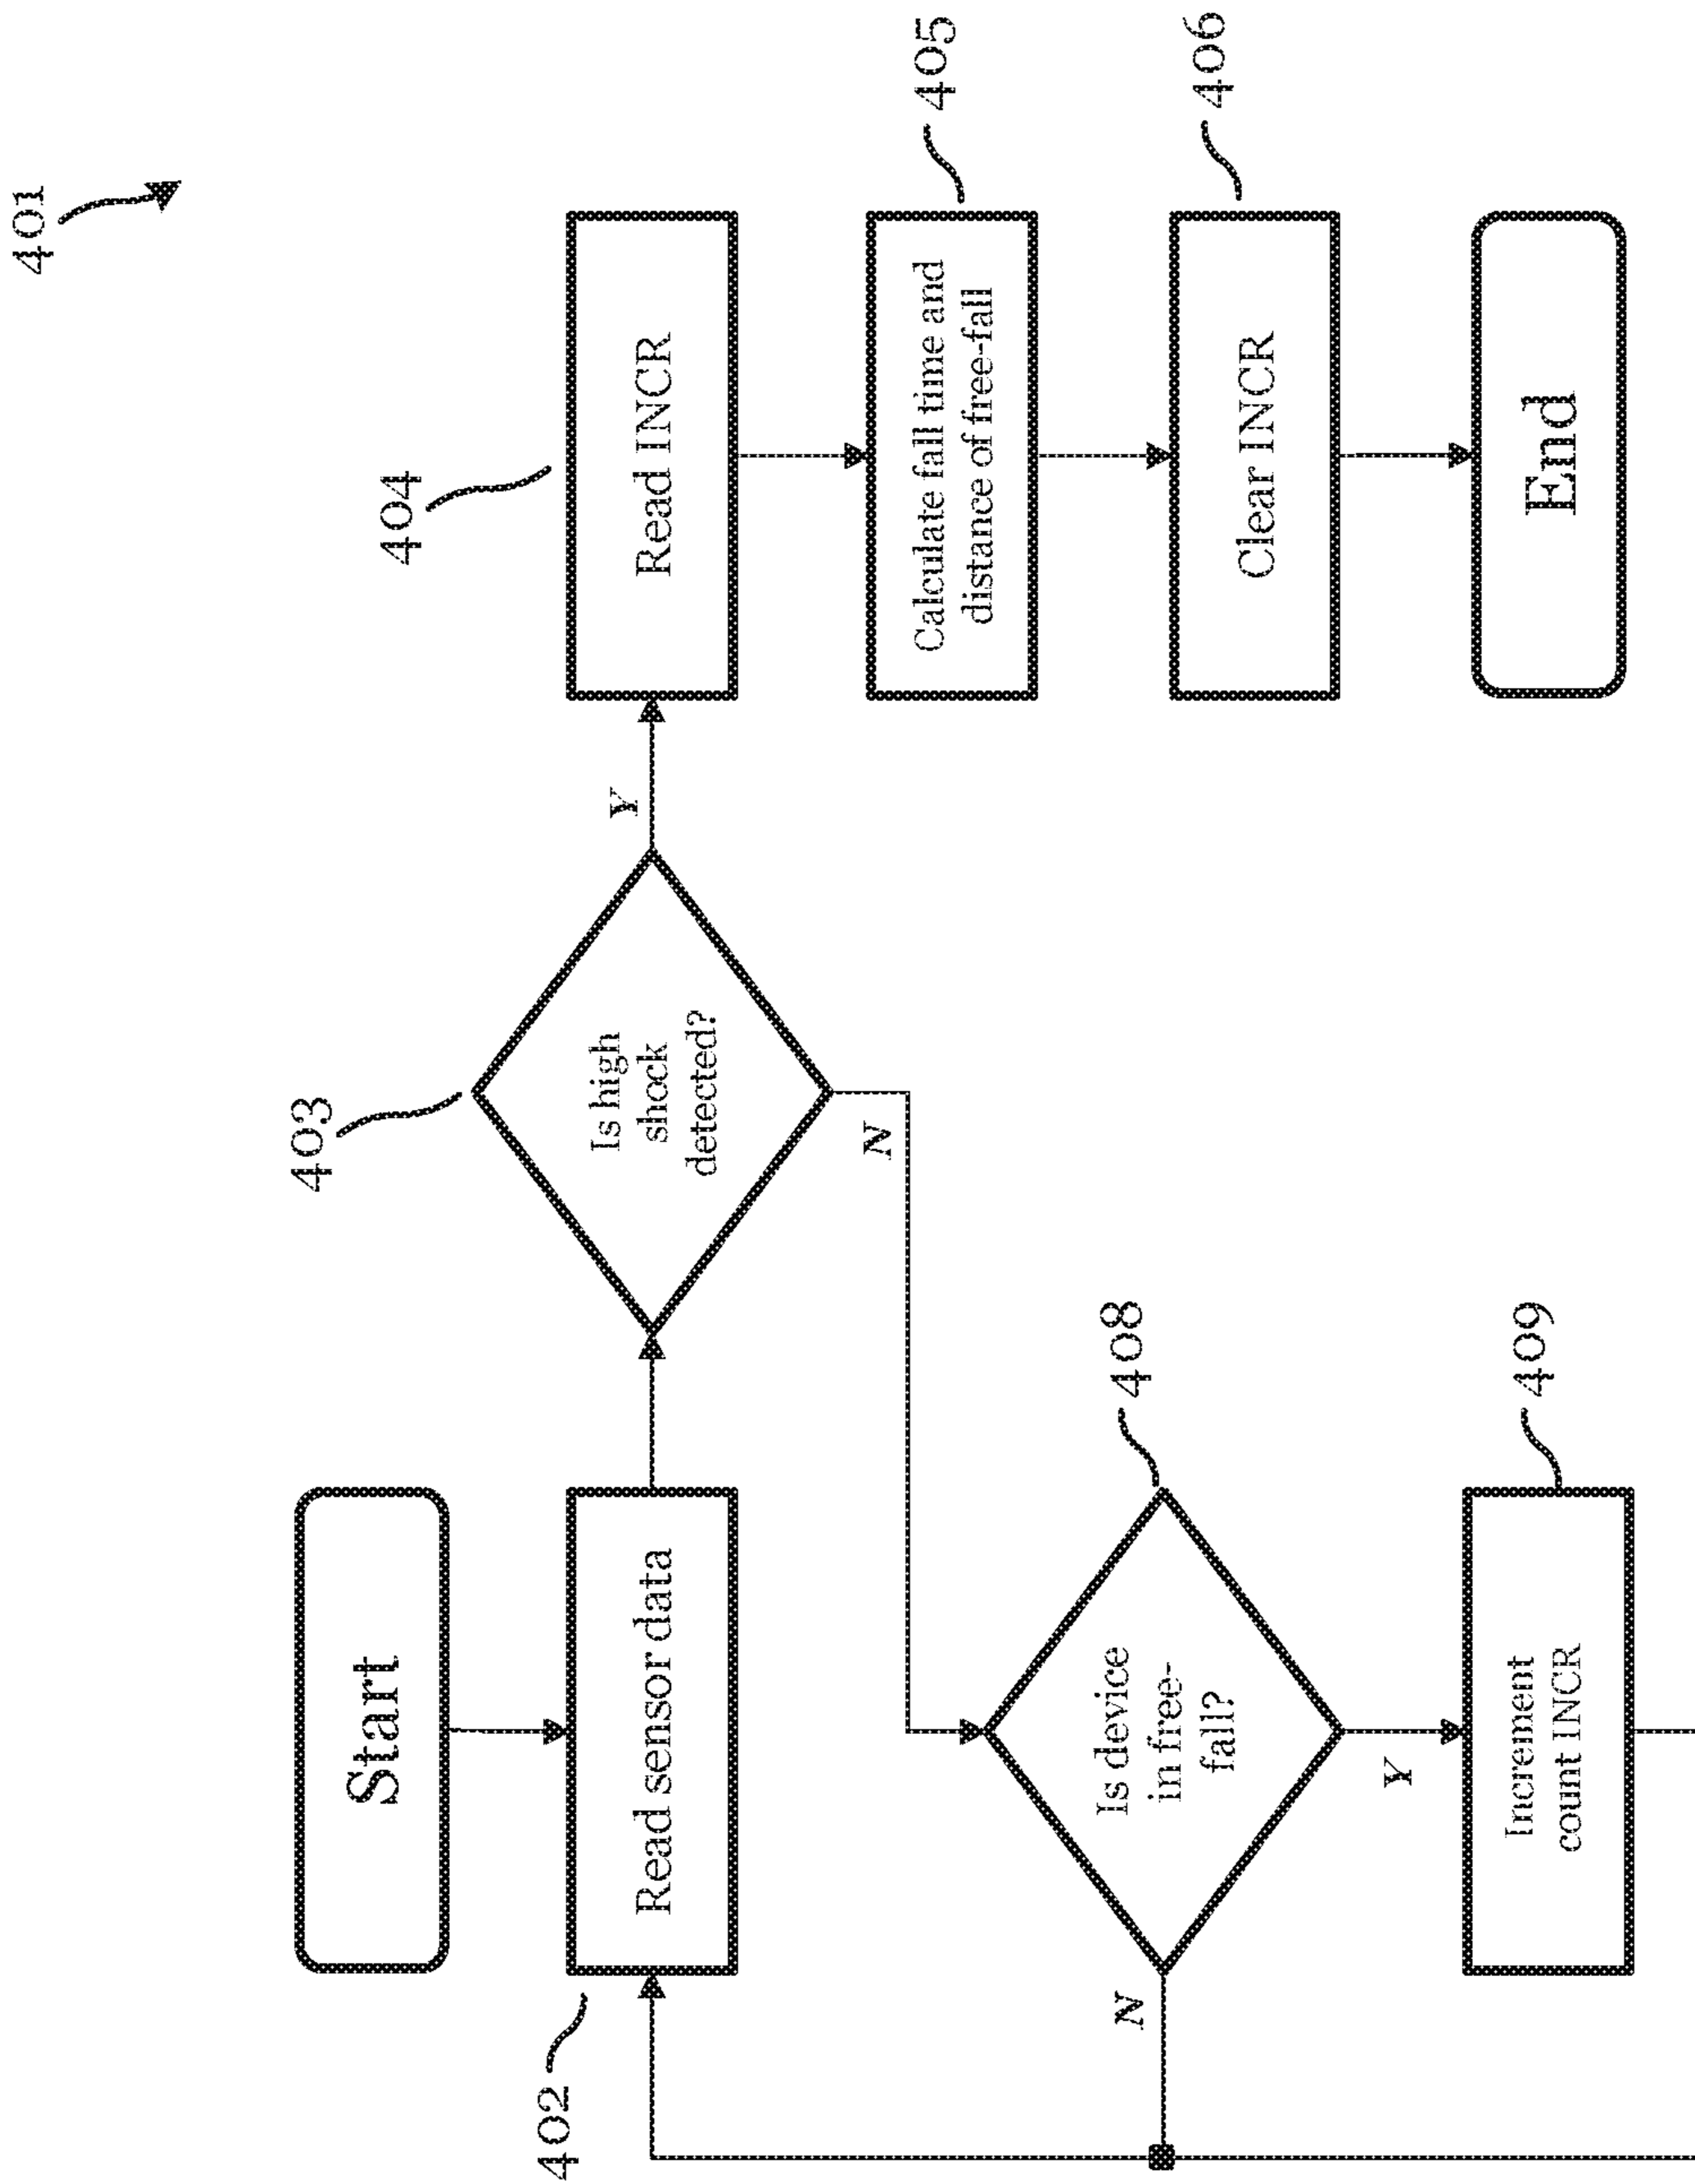 401
Start
402
Read sensor data
403
Is high
shock
detected?
Y
N
404
Read INCR
405
Calculate fall time and
distance of free-fall
406
Clear INCR
End
408
Is device
in free-
fall?
N
Y
409
Increment
count INCR